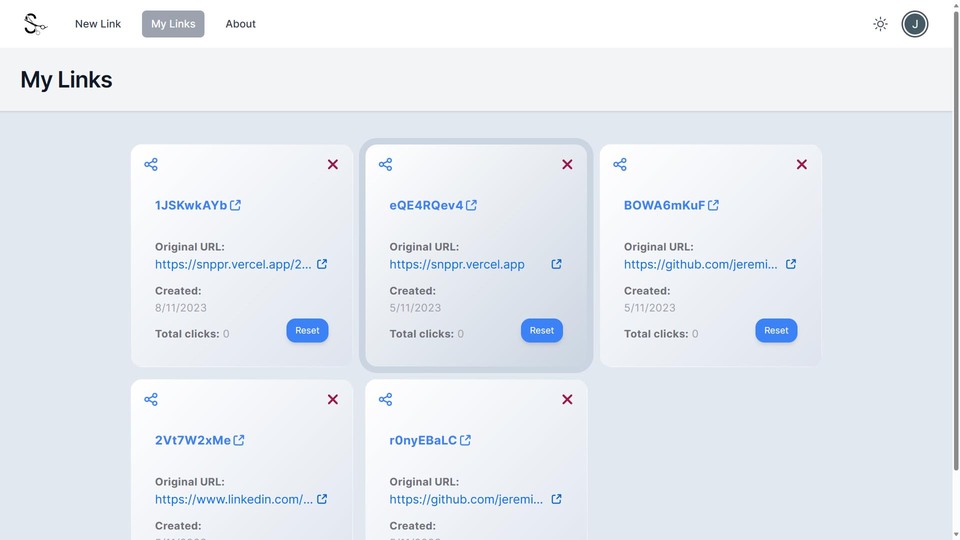 New Link
My Links
About
J
My Links
1JSKwkAYb
Original URL:
https://snppr.vercel.app/2...
Created:
8/11/2023
Total clicks: 0
Reset
eQE4RQev4
Original URL:
https://snppr.vercel.app
Created:
5/11/2023
Total clicks: 0
Reset
BOWA6mKuF
Original URL:
https://github.com/jeremi...
Created:
5/11/2023
Total clicks: 0
Reset
2Vt7W2xMe
Original URL:
https://www.linkedin.com/...
Created:
r0nyEBaLC
Original URL:
https://github.com/jeremi...
Created: